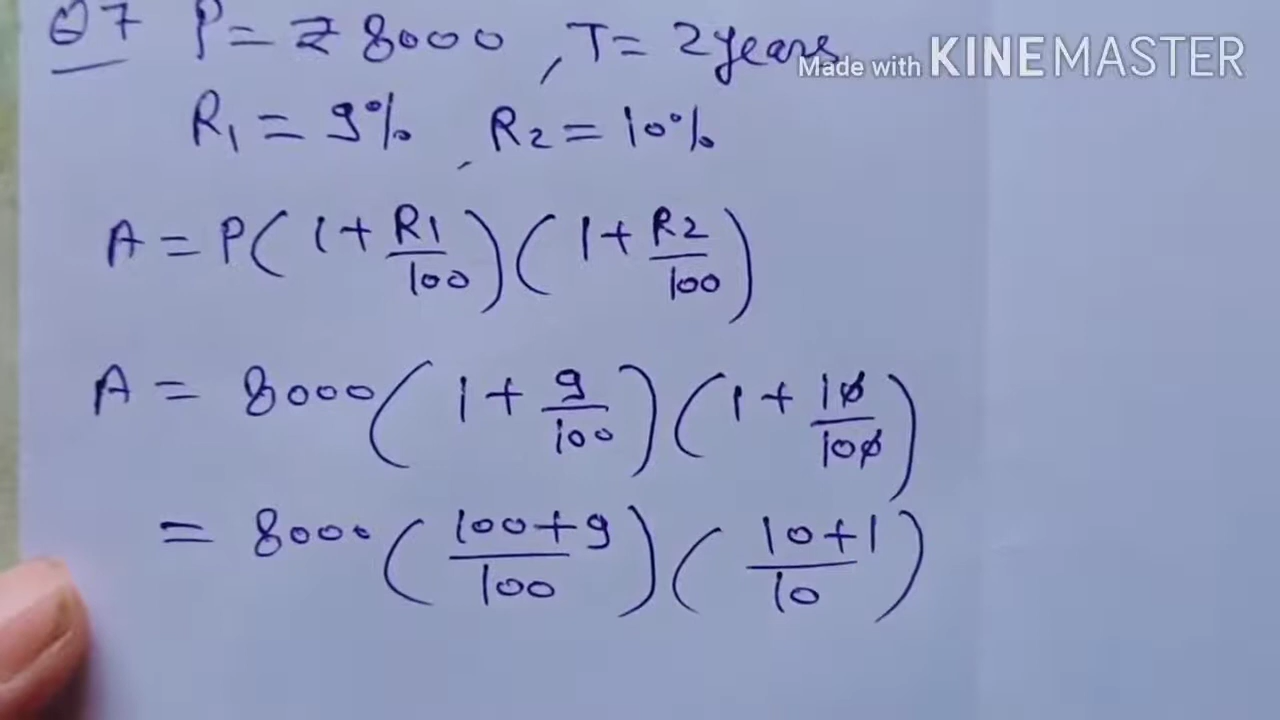 Q7 P = ₹ 8000, T = 2 years
Made with KINEMASTER
R₁ = 9%, R2 = 10%
A = P(1 + R1/100)(1 + R2/100)
A = 8000(1 + 9/100)(1 + 10/100)
= 8000(100+9/100)(10+1/10)